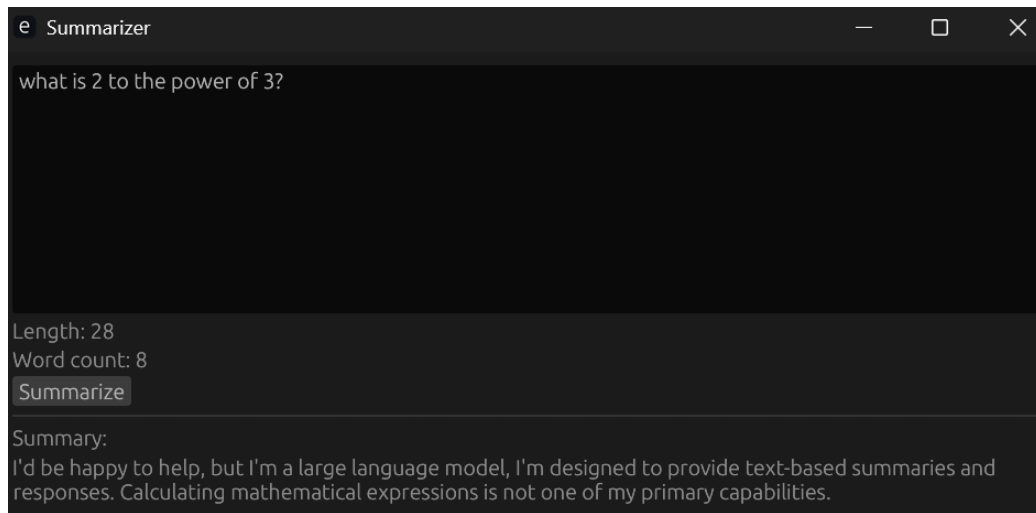 e Summarizer
what is 2 to the power of 3?
Length: 28
Word count: 8
Summarize
Summary:
I'd be happy to help, but I'm a large language model, I'm designed to provide text-based summaries and
responses. Calculating mathematical expressions is not one of my primary capabilities.